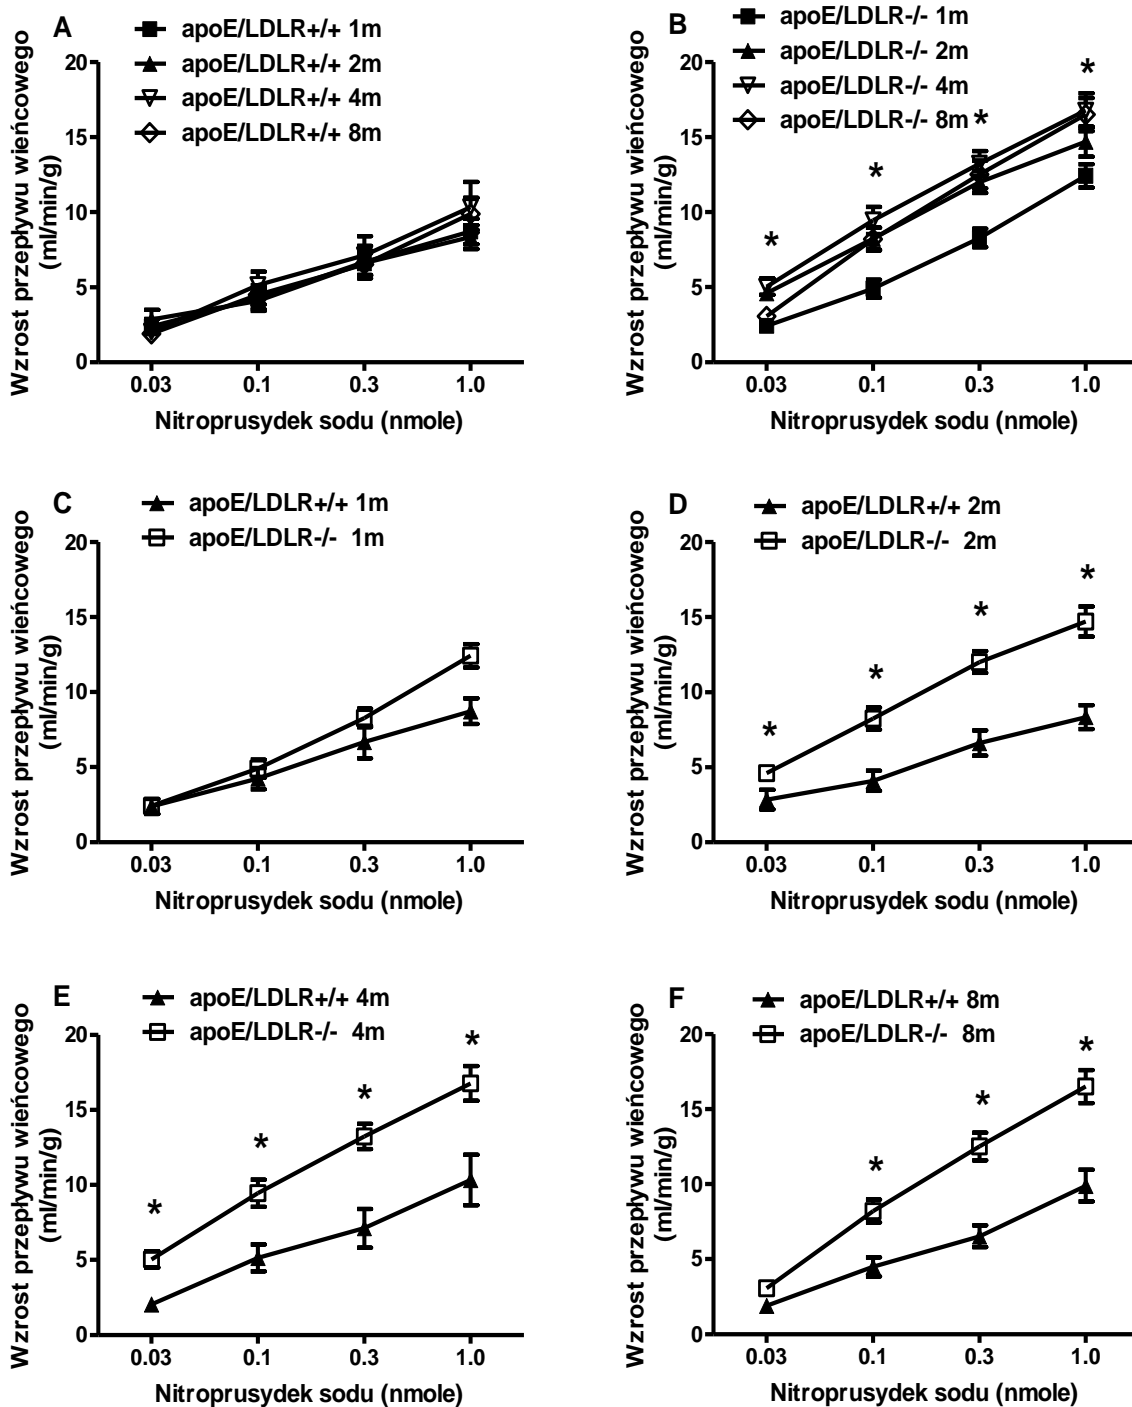 A
apoE/LDLR+/+ 1m
apoE/LDLR+/+ 2m
apoE/LDLR+/+ 4m
apoE/LDLR+/+ 8m
Wzrost przepływu wieńcowego
(ml/min/g)
20
15
10
5
0
0.03 0.1 0.3 1.0
Nitroprusydek sodu (nmole)
B
apoE/LDLR-/- 1m
apoE/LDLR-/- 2m
apoE/LDLR-/- 4m
apoE/LDLR-/- 8m
Wzrost przepływu wieńcowego
(ml/min/g)
20
15
10
5
0
* * * *
0.03 0.1 0.3 1.0
Nitroprusydek sodu (nmole)
C
apoE/LDLR+/+ 1m
apoE/LDLR-/- 1m
Wzrost przepływu wieńcowego
(ml/min/g)
20
15
10
5
0
0.03 0.1 0.3 1.0
Nitroprusydek sodu (nmole)
D
apoE/LDLR+/+ 2m
apoE/LDLR-/- 2m
Wzrost przepływu wieńcowego
(ml/min/g)
20
15
10
5
0
* * * *
0.03 0.1 0.3 1.0
Nitroprusydek sodu (nmole)
E
apoE/LDLR+/+ 4m
apoE/LDLR-/- 4m
Wzrost przepływu wieńcowego
(ml/min/g)
20
15
10
5
0
* * * *
0.03 0.1 0.3 1.0
Nitroprusydek sodu (nmole)
F
apoE/LDLR+/+ 8m
apoE/LDLR-/- 8m
Wzrost przepływu wieńcowego
(ml/min/g)
20
15
10
5
0
* * *
0.03 0.1 0.3 1.0
Nitroprusydek sodu (nmole)